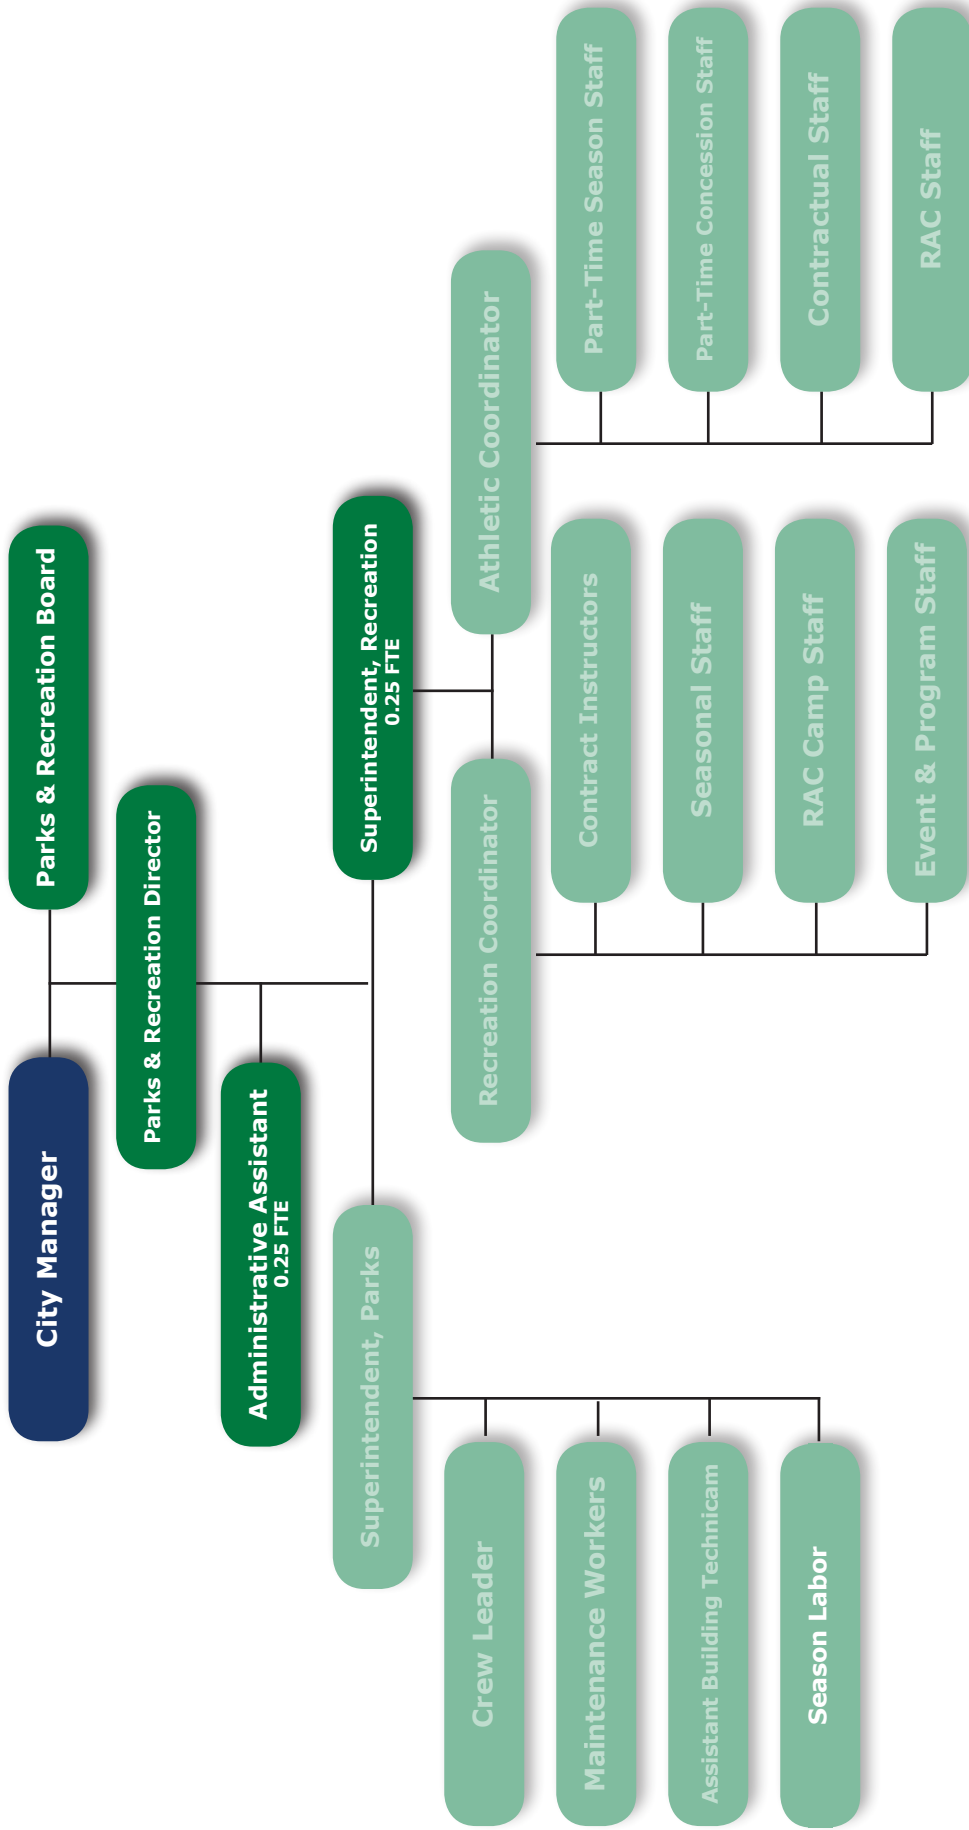 City Manager
Parks & Recreation Board
Parks & Recreation Director
Administrative Assistant
0.25 FTE
Superintendent, Parks
Superintendent, Recreation
0.25 FTE
Crew Leader
Maintenance Workers
Assistant Building Technicam
Season Labor
Recreation Coordinator
Athletic Coordinator
Contract Instructors
Seasonal Staff
RAC Camp Staff
Event & Program Staff
Part-Time Season Staff
Part-Time Concession Staff
Contractual Staff
RAC Staff